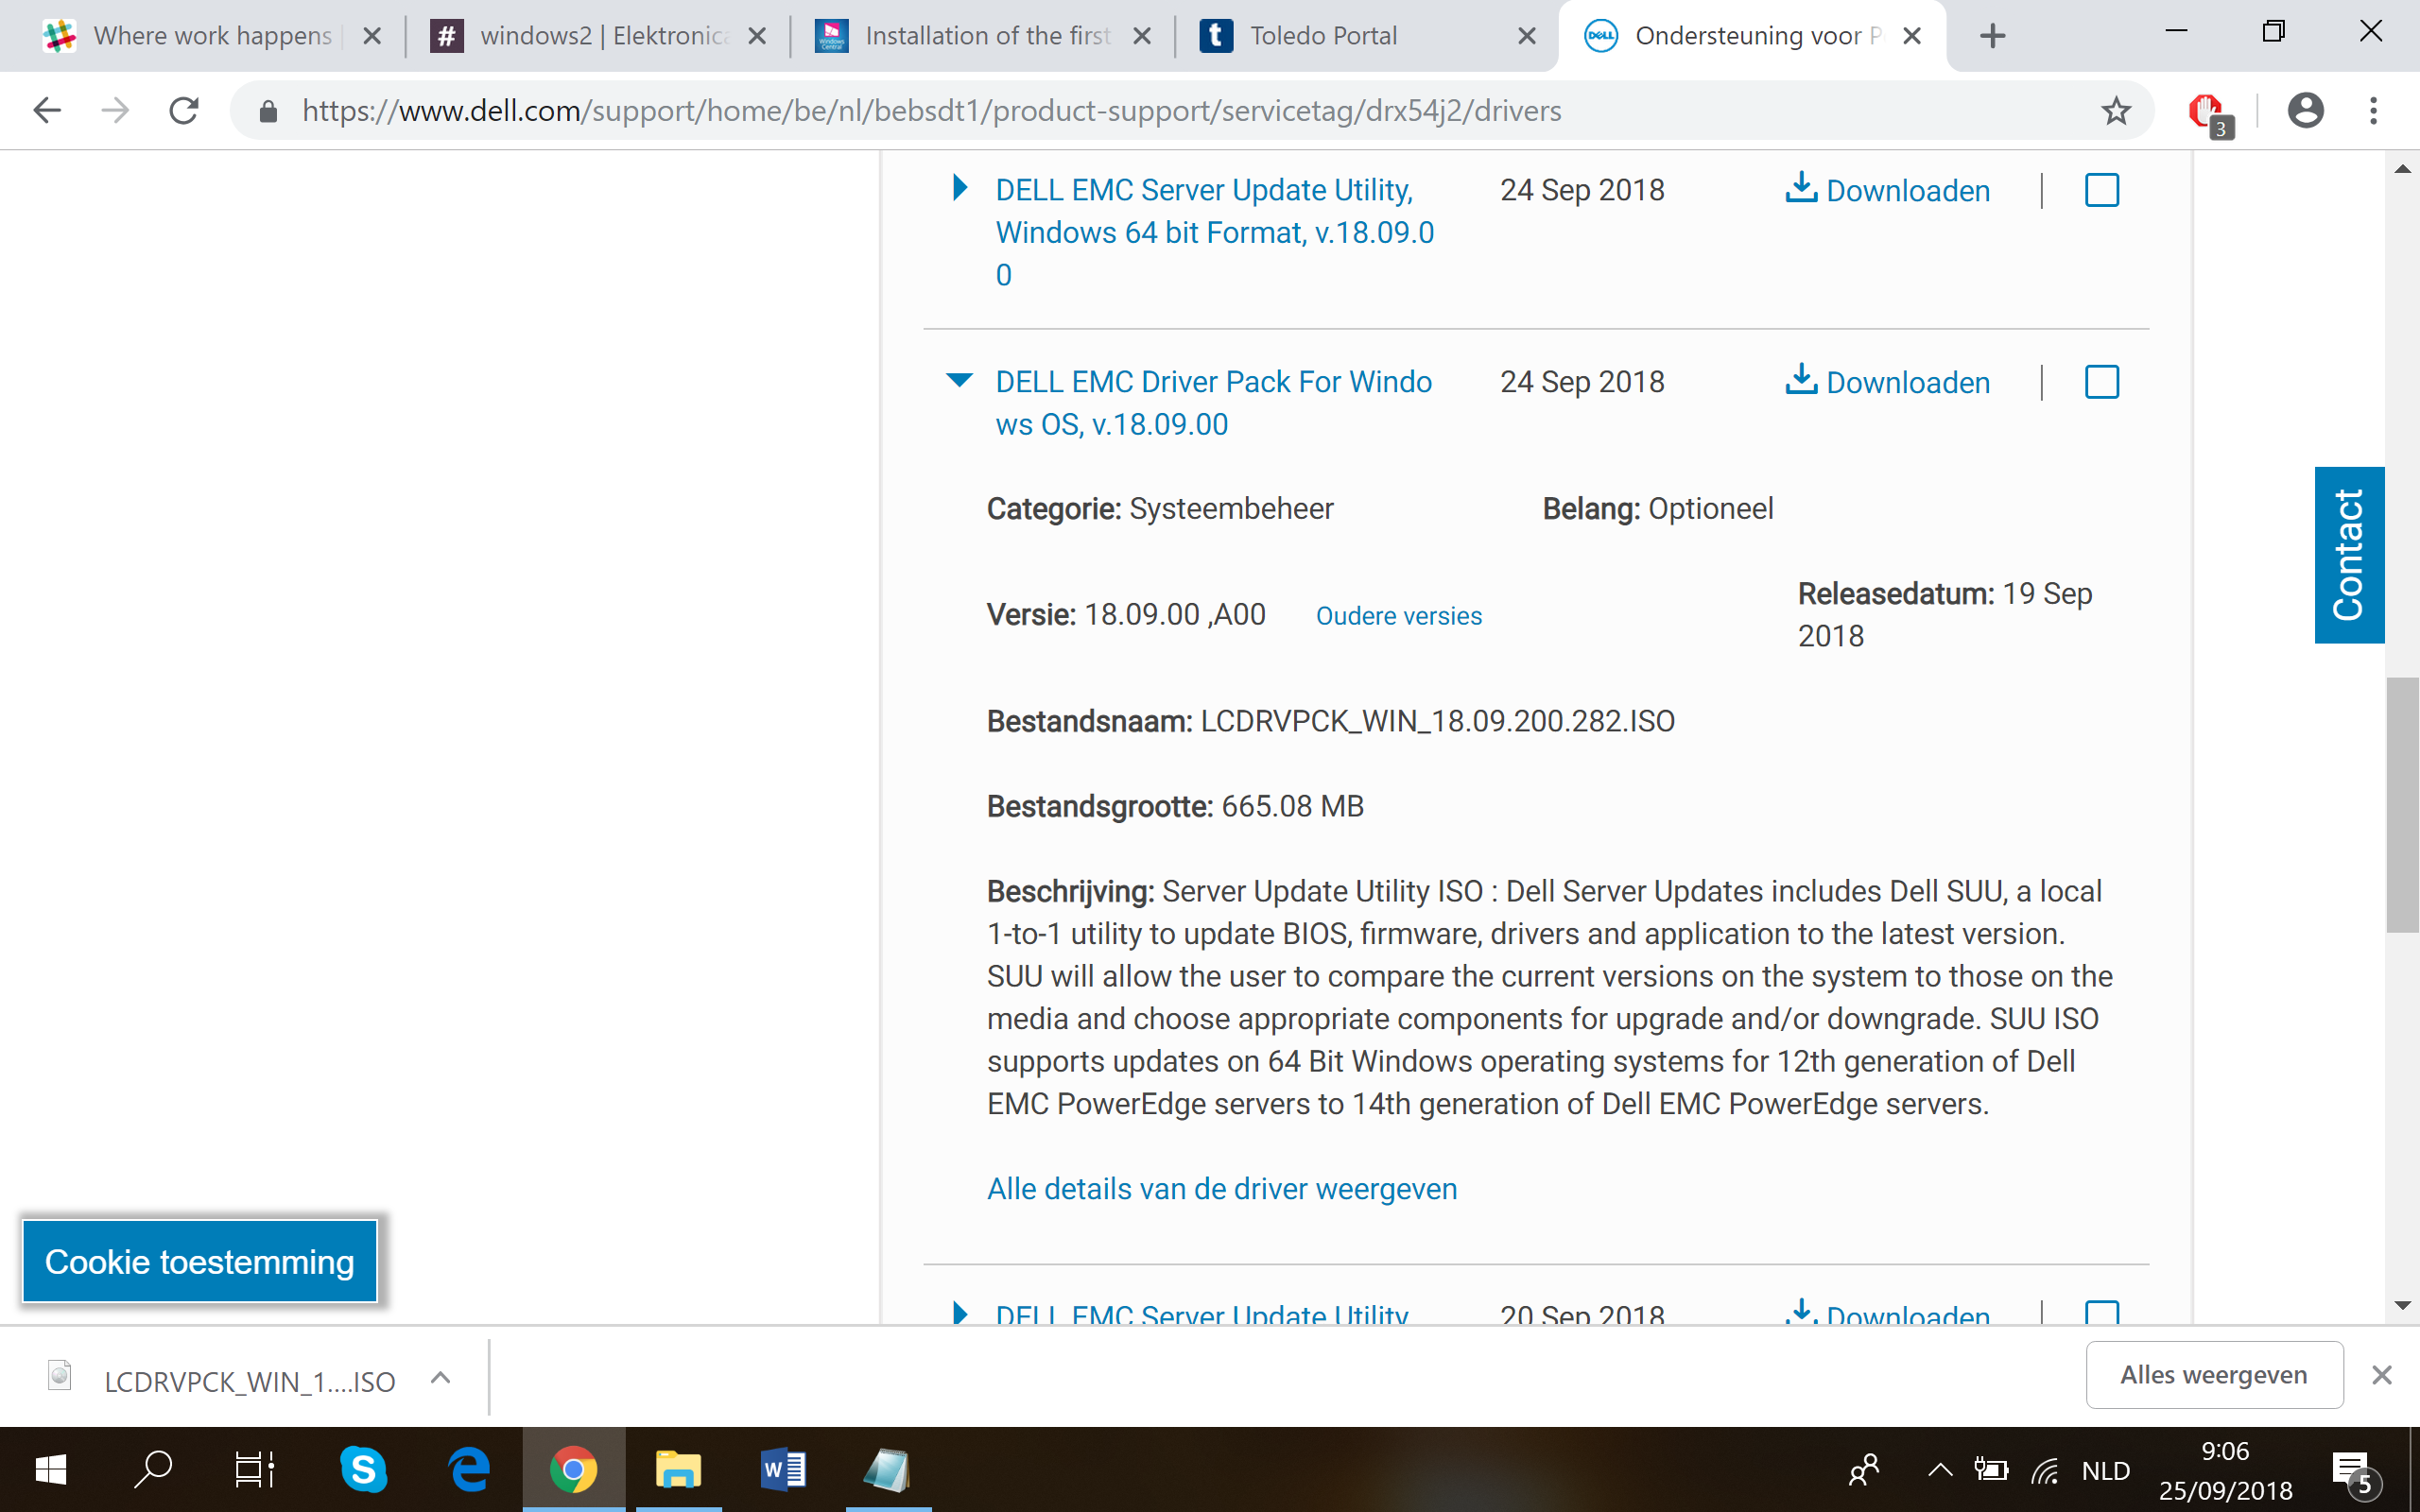 Where work happens
windows2 | Elektronica
Installation of the first
Toledo Portal
Ondersteuning voor P
https://www.dell.com/support/home/be/nl/bebsdt1/product-support/servicetag/drx54j2/drivers
3
DELL EMC Server Update Utility, 24 Sep 2018 Downloaden
Windows 64 bit Format, v.18.09.0
0
DELL EMC Driver Pack For Windo 24 Sep 2018 Downloaden
ws OS, v.18.09.00
Categorie: Systeembeheer Belang: Optioneel
Contact
Versie: 18.09.00 ,A00 Oudere versies Releasedatum: 19 Sep
2018
Bestandsnaam: LCDRVPCK_WIN_18.09.200.282.ISO
Bestandsgrootte: 665.08 MB
Beschrijving: Server Update Utility ISO : Dell Server Updates includes Dell SUU, a local
1-to-1 utility to update BIOS, firmware, drivers and application to the latest version.
SUU will allow the user to compare the current versions on the system to those on the
media and choose appropriate components for upgrade and/or downgrade. SUU ISO
supports updates on 64 Bit Windows operating systems for 12th generation of Dell
EMC PowerEdge servers to 14th generation of Dell EMC PowerEdge servers.
Alle details van de driver weergeven
Cookie toestemming
DELL EMC Server Update Utility 20 Sep 2018 Downloaden
LCDRVPCK_WIN_1....ISO
Alles weergeven
NLD
9:06
25/09/2018
5